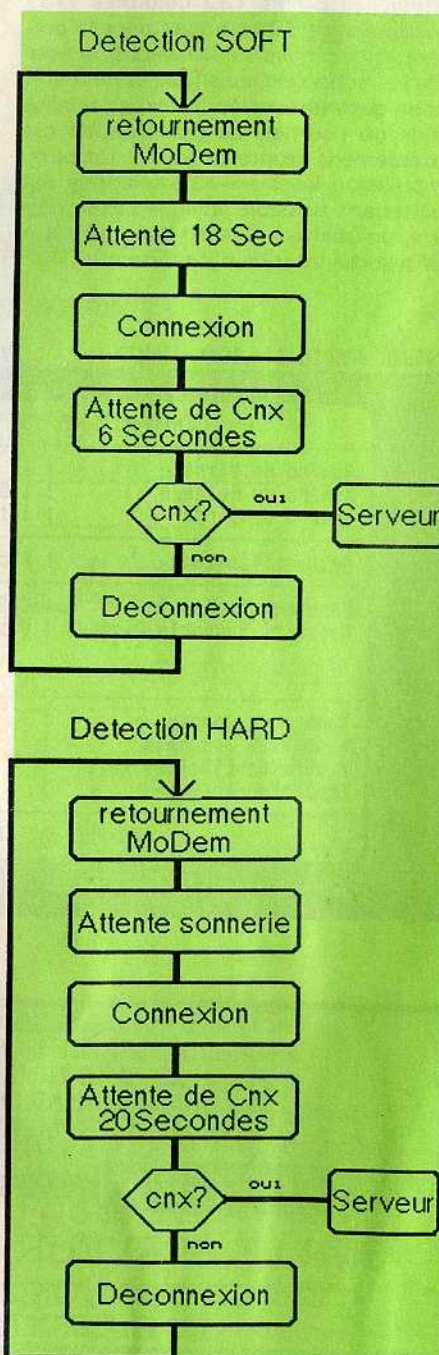 Detection SOFT
retournement
MoDem
Attente 18 Sec
Connexion
Attente de Cnx
6 Secondes
cnx?
oui
Serveur
non
Deconnexion
Detection HARD
retournement
MoDem
Attente sonnerie
Connexion
Attente de Cnx
20Secondes
cnx?
oui
Serveur
non
Deconnexion